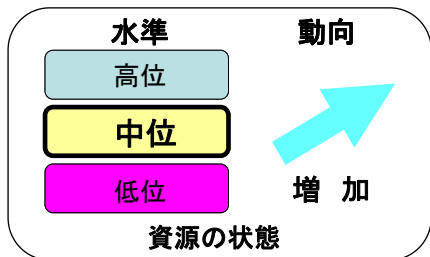 水準 動向
高位
中位
低位
増 加
資源の状態